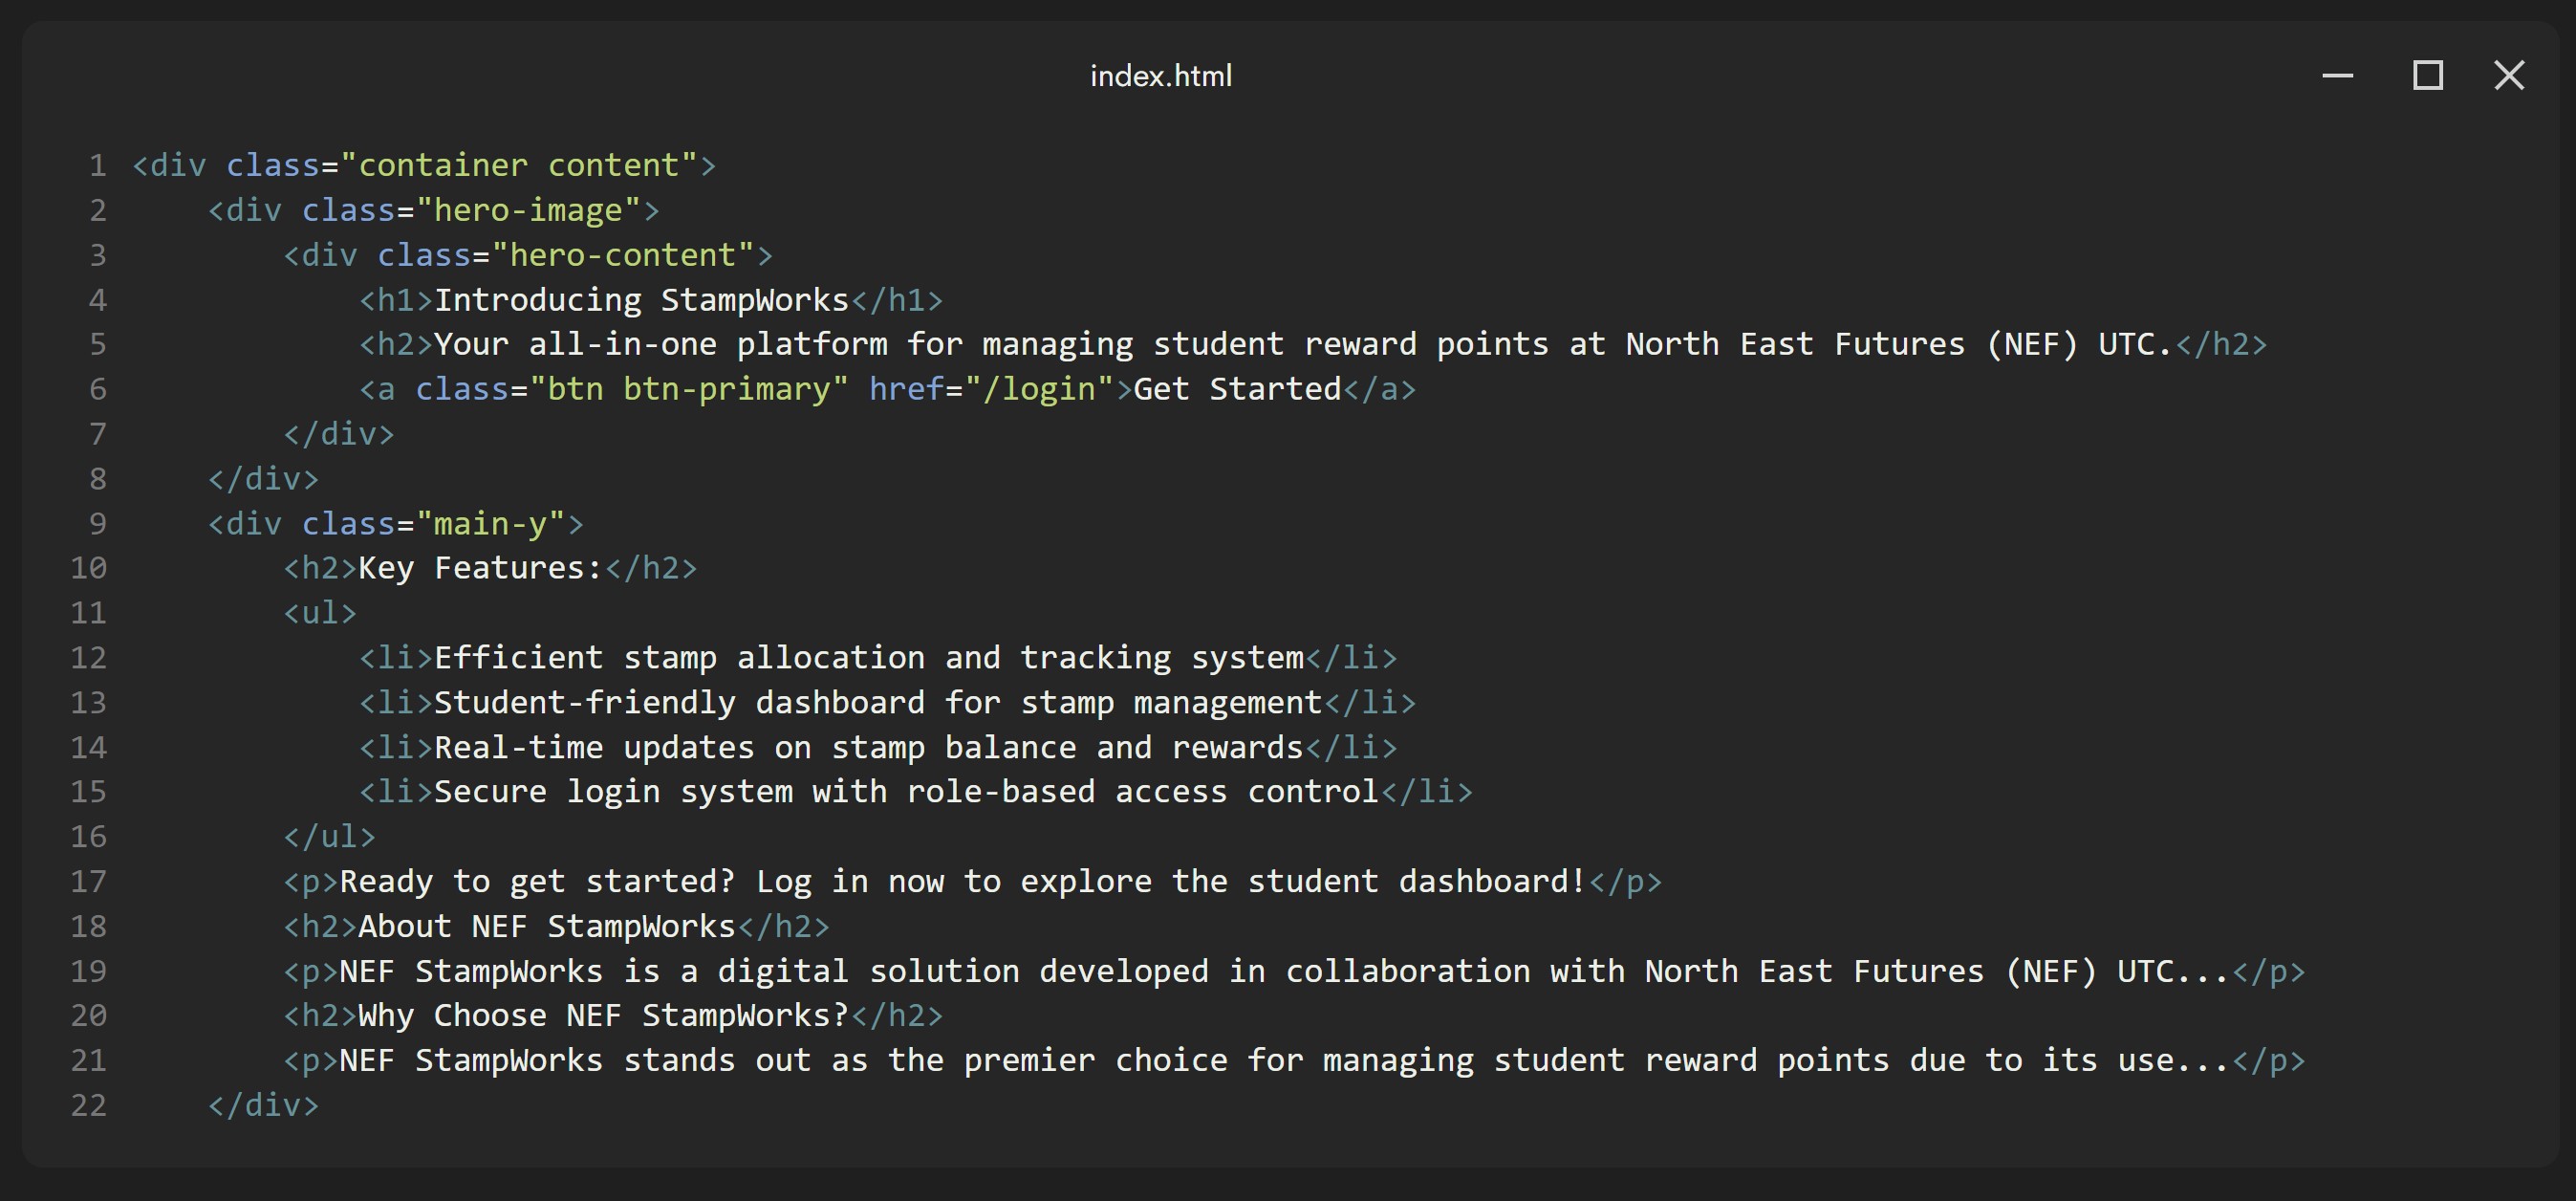 index.html
1 <div class="container content">
2     <div class="hero-image">
3         <div class="hero-content">
4             <h1>Introducing StampWorks</h1>
5             <h2>Your all-in-one platform for managing student reward points at North East Futures (NEF) UTC.</h2>
6             <a class="btn btn-primary" href="/login">Get Started</a>
7         </div>
8     </div>
9     <div class="main-y">
10         <h2>Key Features:</h2>
11         <ul>
12             <li>Efficient stamp allocation and tracking system</li>
13             <li>Student-friendly dashboard for stamp management</li>
14             <li>Real-time updates on stamp balance and rewards</li>
15             <li>Secure login system with role-based access control</li>
16         </ul>
17         <p>Ready to get started? Log in now to explore the student dashboard!</p>
18         <h2>About NEF StampWorks</h2>
19         <p>NEF StampWorks is a digital solution developed in collaboration with North East Futures (NEF) UTC...</p>
20         <h2>Why Choose NEF StampWorks?</h2>
21         <p>NEF StampWorks stands out as the premier choice for managing student reward points due to its use...</p>
22     </div>